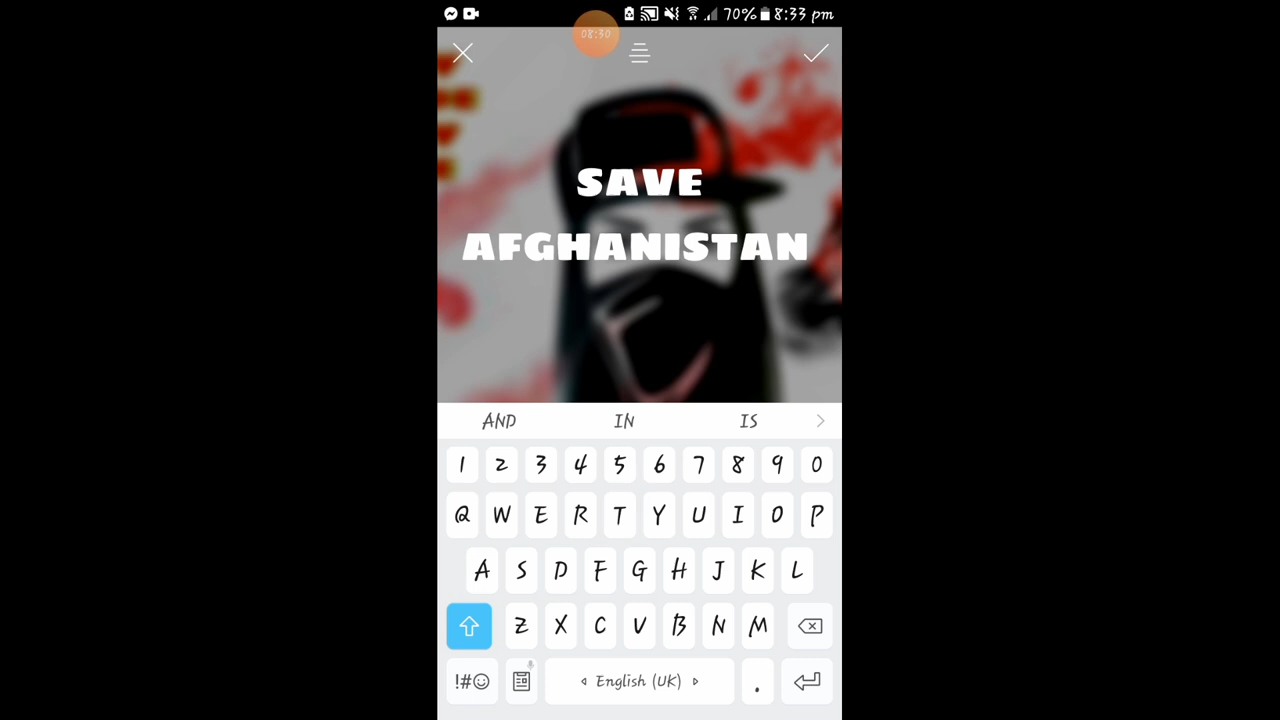 70% 8:33 pm
08:30
SAVE
AFGHANISTAN
AND IN IS
1 2 3 4 5 6 7 8 9 0
Q W E R T Y U I O P
A S D F G H J K L
Z X C V B N M
!#☺ English (UK) .